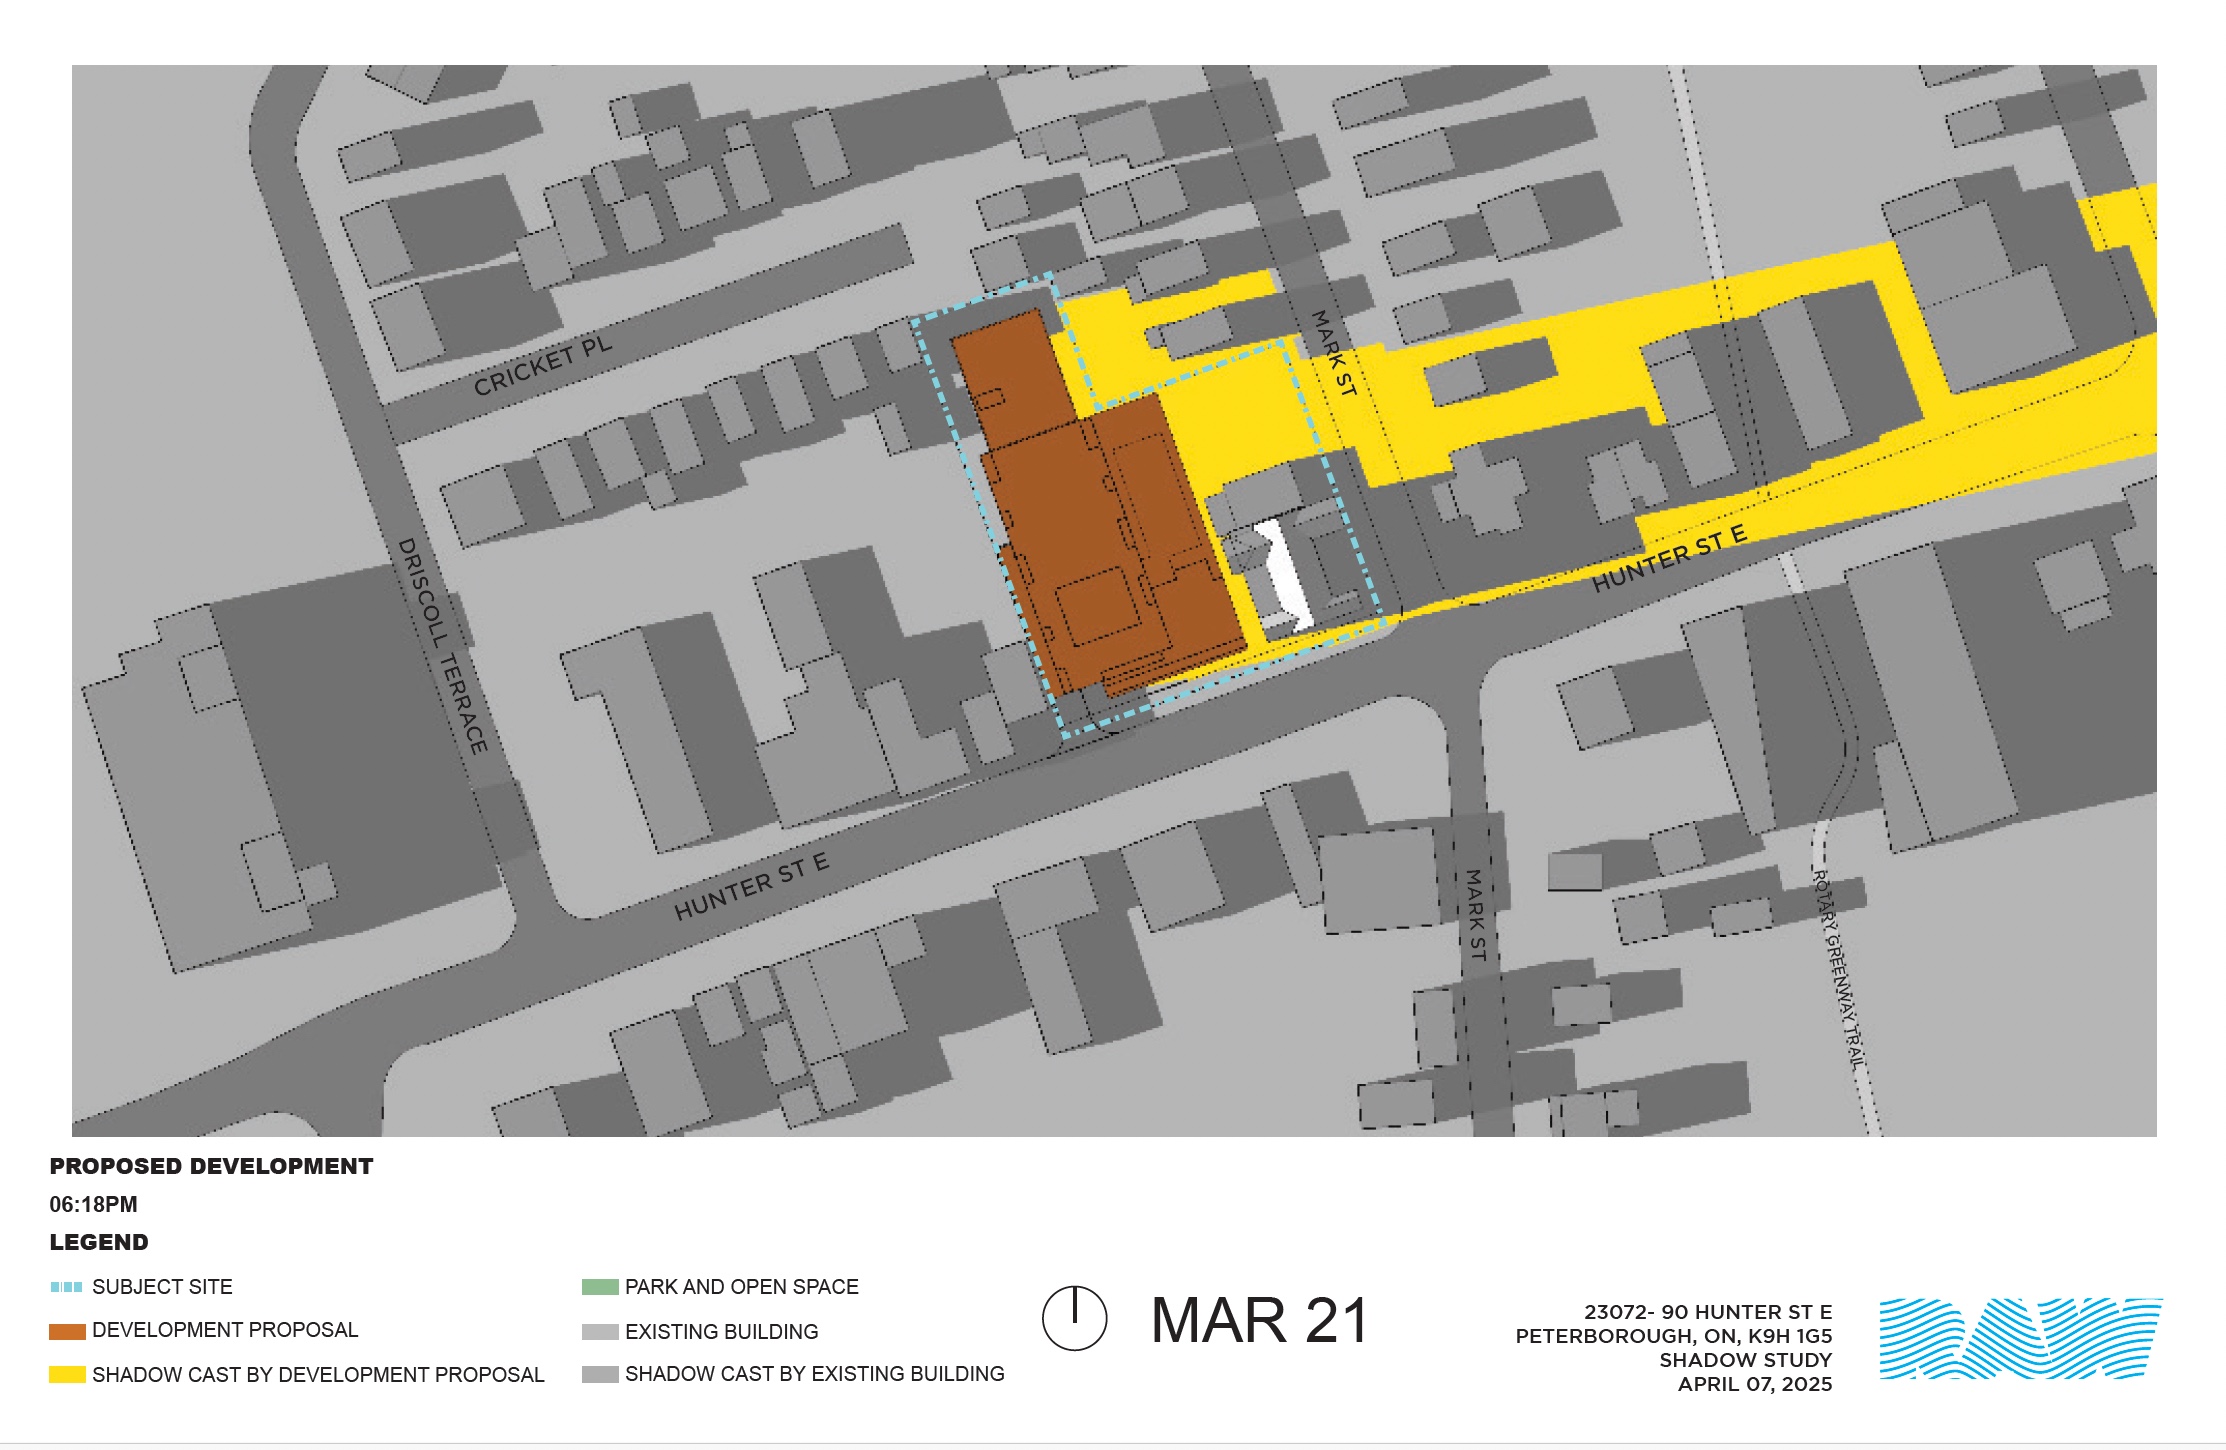 CRICKET PL
MARK ST
DRISCOLL TERRACE
HUNTER ST E
HUNTER ST E
MARK ST
ROTARY GREENWAY TRAIL
PROPOSED DEVELOPMENT
06:18PM
LEGEND
SUBJECT SITE
DEVELOPMENT PROPOSAL
SHADOW CAST BY DEVELOPMENT PROPOSAL
PARK AND OPEN SPACE
EXISTING BUILDING
SHADOW CAST BY EXISTING BUILDING
MAR 21
23072- 90 HUNTER ST E
PETERBOROUGH, ON, K9H 1G5
SHADOW STUDY
APRIL 07, 2025